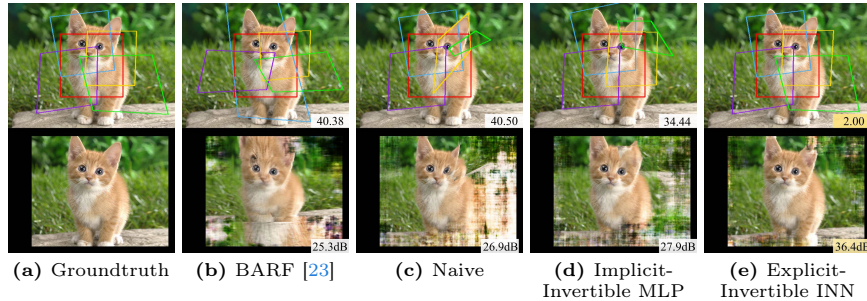 40.38
40.50
34.44
2.00
25.3dB
26.9dB
27.9dB
36.4dB
(a) Groundtruth
(b) BARF [23]
(c) Naive
(d) Implicit-
Invertible MLP
(e) Explicit-
Invertible INN